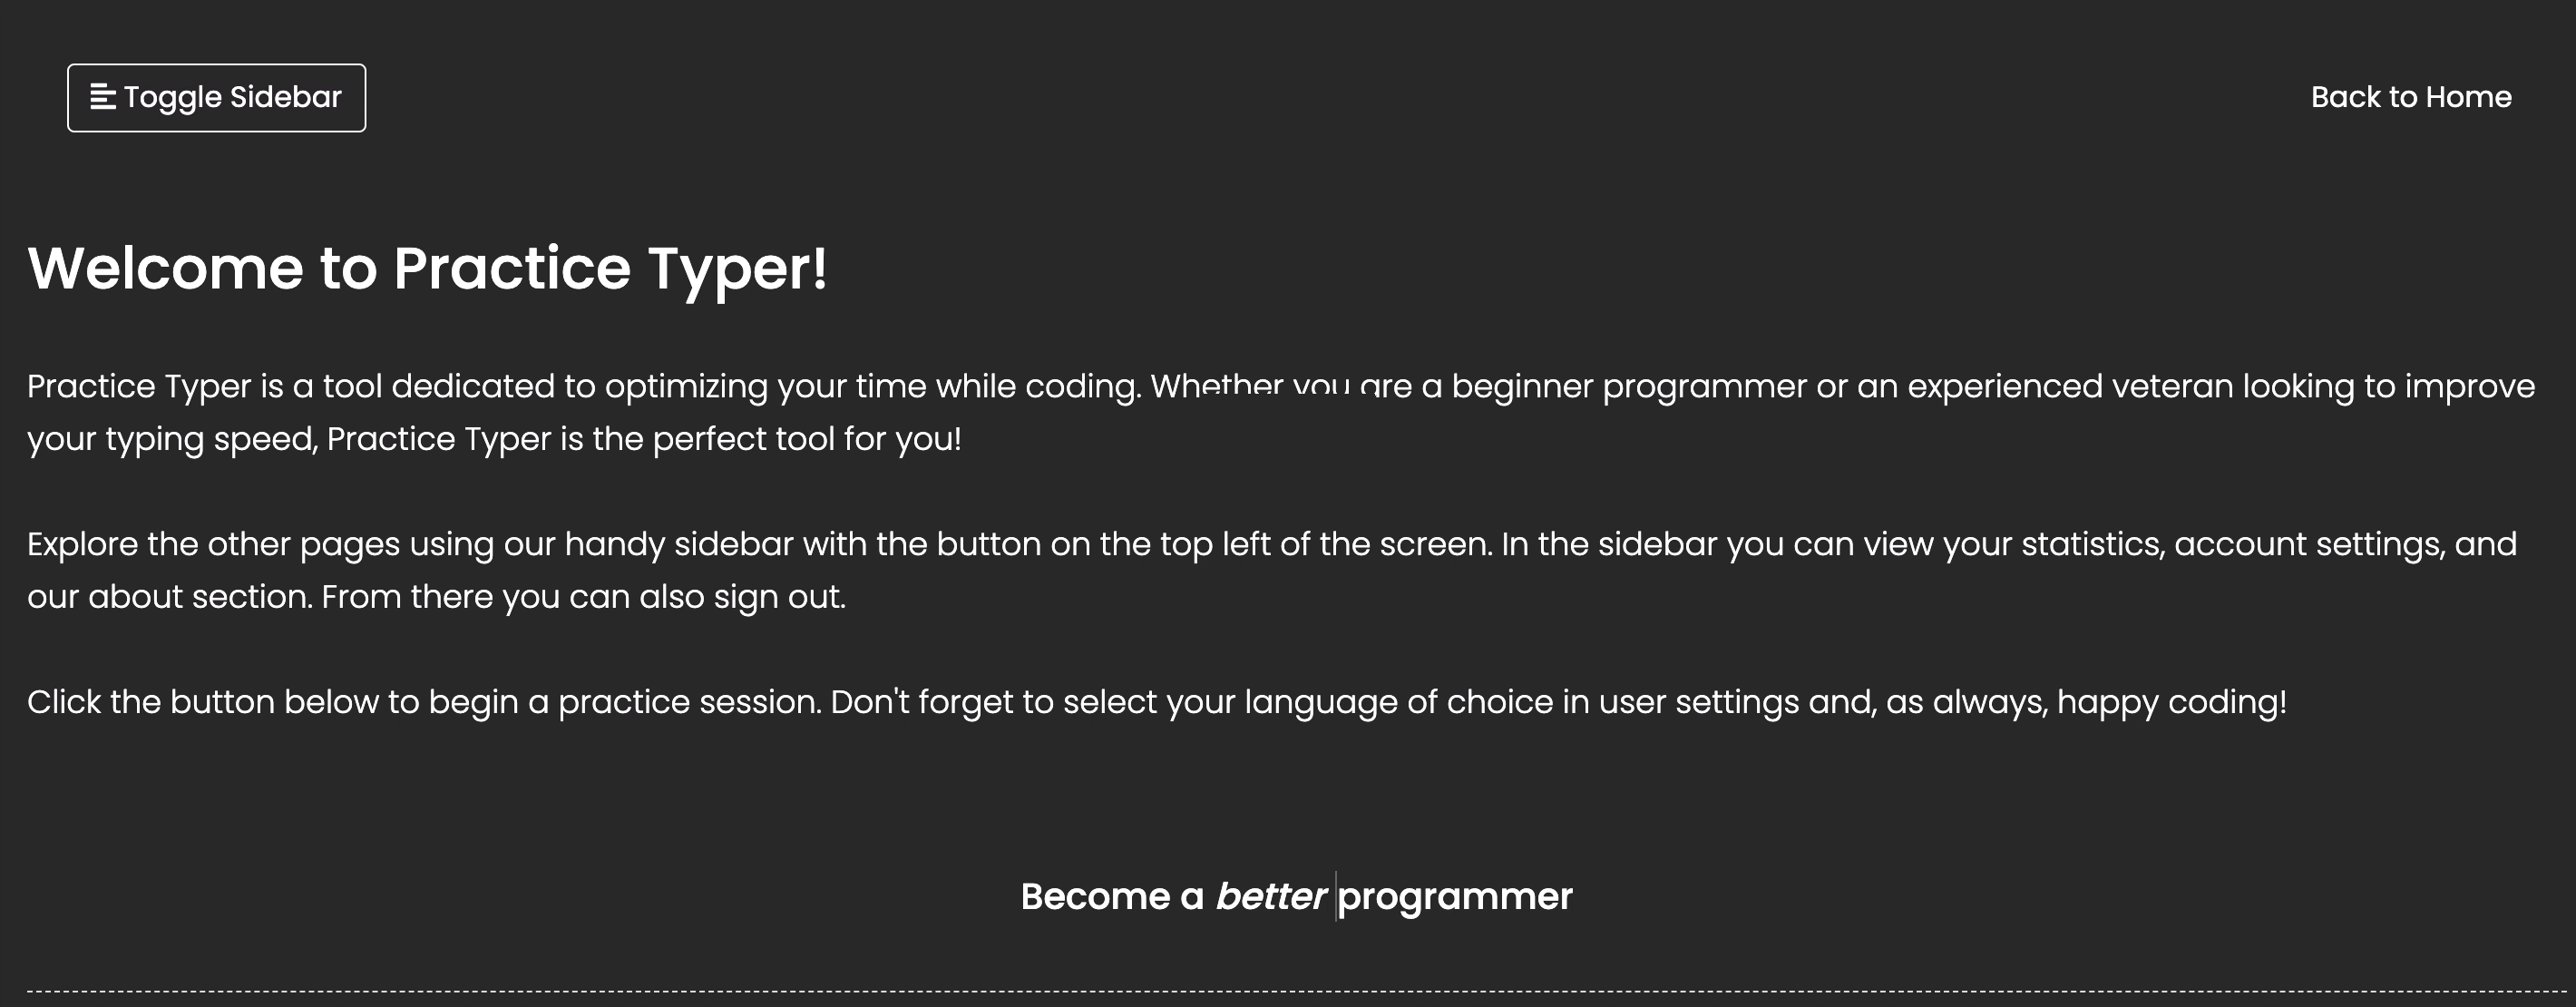 Toggle Sidebar
Back to Home
Welcome to Practice Typer!
Practice Typer is a tool dedicated to optimizing your time while coding. Whether you are a beginner programmer or an experienced veteran looking to improve
your typing speed, Practice Typer is the perfect tool for you!
Explore the other pages using our handy sidebar with the button on the top left of the screen. In the sidebar you can view your statistics, account settings, and
our about section. From there you can also sign out.
Click the button below to begin a practice session. Don't forget to select your language of choice in user settings and, as always, happy coding!
Become a better programmer